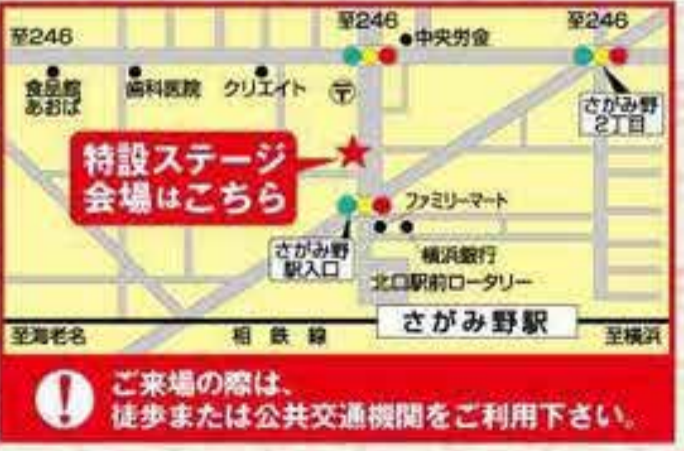 至246
至246
至246
中央労金
食品館
あおば
歯科医院
クリエイト
〒
さがみ野
2丁目
特設ステージ
会場はこちら
ファミリーマート
さがみ野
駅入口
横浜銀行
北口駅前ロータリー
さがみ野駅
至海老名
相鉄線
至横浜
!
ご来場の際は、
徒歩または公共交通機関をご利用下さい。